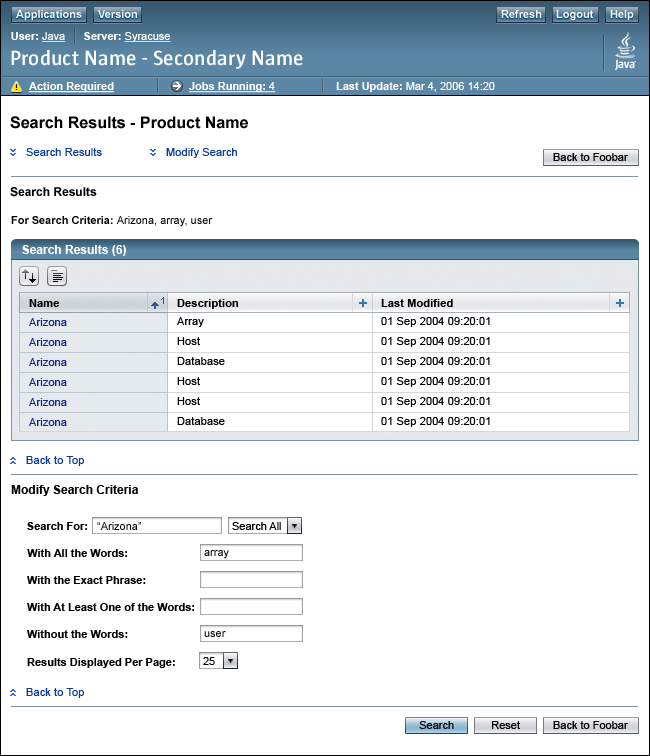 Applications Version Refresh Logout Help
User: Java Server: Syracuse
Product Name - Secondary Name
Java
Action Required Jobs Running: 4 Last Update: Mar 4, 2006 14:20
Search Results - Product Name
Search Results Modify Search
Back to Foobar
Search Results
For Search Criteria: Arizona, array, user
Search Results (6)
Name 1 Description + Last Modified +
Arizona Array 01 Sep 2004 09:20:01
Arizona Host 01 Sep 2004 09:20:01
Arizona Database 01 Sep 2004 09:20:01
Arizona Host 01 Sep 2004 09:20:01
Arizona Host 01 Sep 2004 09:20:01
Arizona Database 01 Sep 2004 09:20:01
Back to Top
Modify Search Criteria
Search For: “Arizona” Search All
With All the Words: array
With the Exact Phrase:
With At Least One of the Words:
Without the Words: user
Results Displayed Per Page: 25
Back to Top
Search Reset Back to Foobar